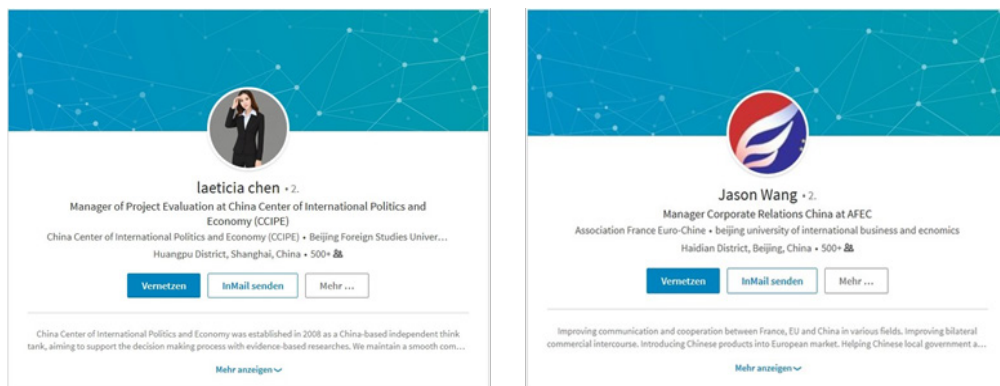 laeticia chen • 2.
Manager of Project Evaluation at China Center of International Politics and
Economy (CCIPE)
China Center of International Politics and Economy (CCIPE) • Beijing Foreign Studies Univer...
Huangpu District, Shanghai, China • 500+
Vernetzen
InMail senden
Mehr ...
China Center of International Politics and Economy was established in 2008 as a China-based independent think
tank, aiming to support the decision making process with evidence-based researches. We maintain a smooth com...
Mehr anzeigen
Jason Wang • 2.
Manager Corporate Relations China at AFEC
Association France Euro-Chine • beijing university of international business and ecnomics
Haidian District, Beijing, China • 500+
Vernetzen
InMail senden
Mehr ...
Improving communication and cooperation between France, EU and China in various fields. Improving bilateral
commercial intercourse. Introducing Chinese products into European market. Helping Chinese local government a...
Mehr anzeigen